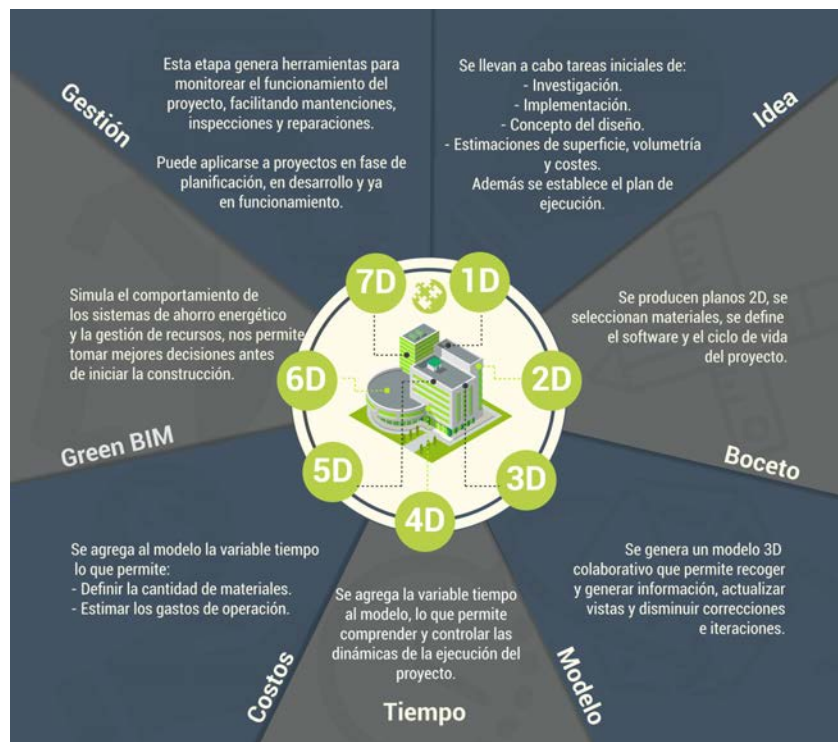 Se llevan a cabo tareas iniciales de:
- Investigación.
- Implementación.
- Concepto del diseño.
- Estimaciones de superficie, volumetría
y costes.
Además se establece el plan de
ejecución.
Idea
1D
Se producen planos 2D, se
seleccionan materiales, se define
el software y el ciclo de vida
del proyecto.
Boceto
2D
Se genera un modelo 3D
colaborativo que permite recoger
y generar información, actualizar
vistas y disminuir correcciones
e iteraciones.
Modelo
3D
Se agrega la variable tiempo
al modelo, lo que permite
comprender y controlar las
dinámicas de la ejecución del
proyecto.
Tiempo
4D
Se agrega al modelo la variable tiempo
lo que permite:
- Definir la cantidad de materiales.
- Estimar los gastos de operación.
Costos
5D
Simula el comportamiento de
los sistemas de ahorro energético
y la gestión de recursos, nos permite
tomar mejores decisiones antes
de iniciar la construcción.
Green BIM
6D
Esta etapa genera herramientas para
monitorear el funcionamiento del
proyecto, facilitando mantenciones,
inspecciones y reparaciones.
Puede aplicarse a proyectos en fase de
planificación, en desarrollo y ya
en funcionamiento.
Gestión
7D